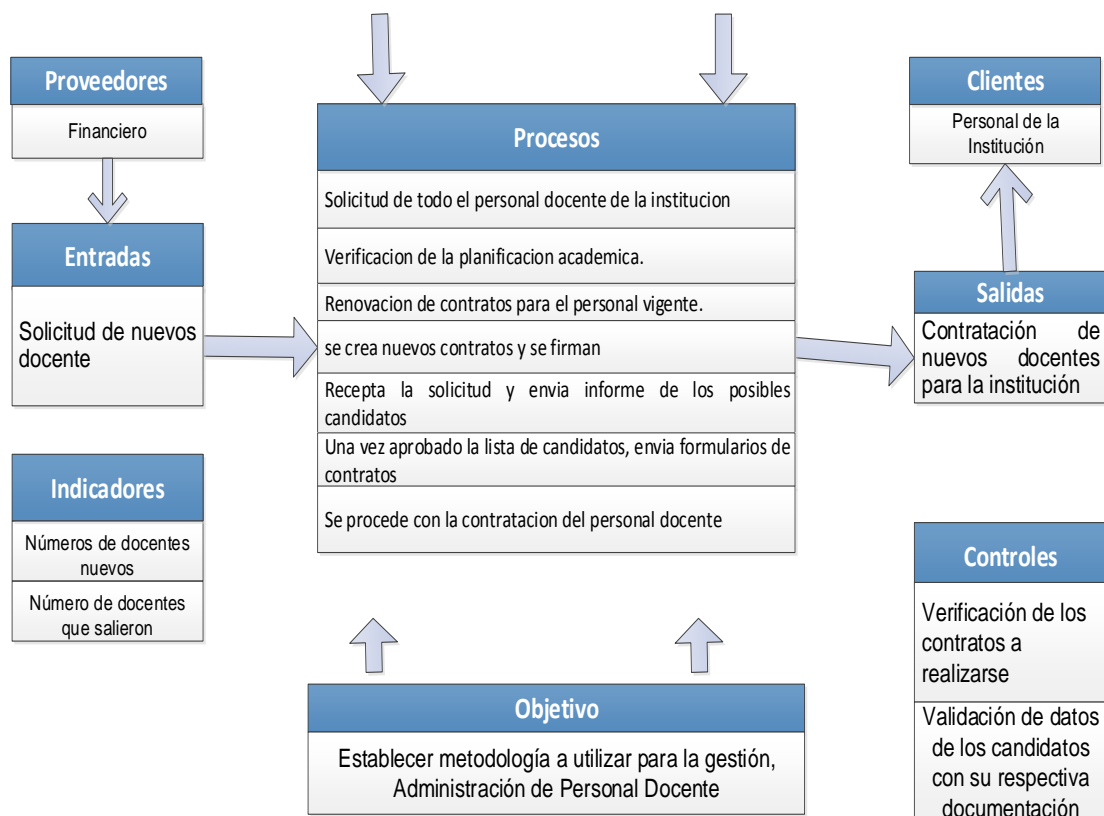 Proveedores
Financiero
Entradas
Solicitud de nuevos
docente
Indicadores
Números de docentes
nuevos
Número de docentes
que salieron
Procesos
Solicitud de todo el personal docente de la institucion
Verificacion de la planificacion academica.
Renovacion de contratos para el personal vigente.
se crea nuevos contratos y se firman
Recepta la solicitud y envia informe de los posibles
candidatos
Una vez aprobado la lista de candidatos, envia formularios de
contratos
Se procede con la contratacion del personal docente
Objetivo
Establecer metodología a utilizar para la gestión,
Administración de Personal Docente
Clientes
Personal de la
Institución
Salidas
Contratación de
nuevos docentes
para la institución
Controles
Verificación de los
contratos a
realizarse
Validación de datos
de los candidatos
con su respectiva
documentación